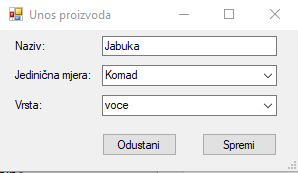 Unos proizvoda
Naziv: Jabuka
Jedinična mjera: Komad
Vrsta: voce
Odustani Spremi